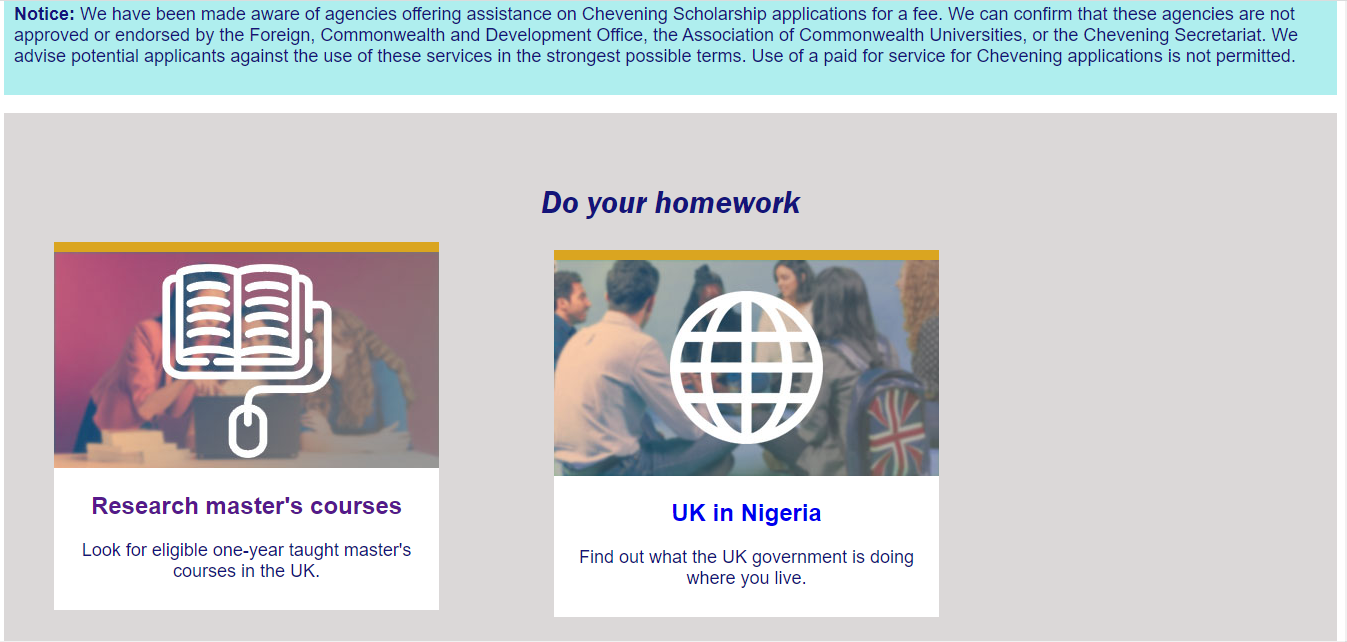 Notice: We have been made aware of agencies offering assistance on Chevening Scholarship applications for a fee. We can confirm that these agencies are not
approved or endorsed by the Foreign, Commonwealth and Development Office, the Association of Commonwealth Universities, or the Chevening Secretariat. We
advise potential applicants against the use of these services in the strongest possible terms. Use of a paid for service for Chevening applications is not permitted.
Do your homework
Research master's courses
Look for eligible one-year taught master's
courses in the UK.
UK in Nigeria
Find out what the UK government is doing
where you live.